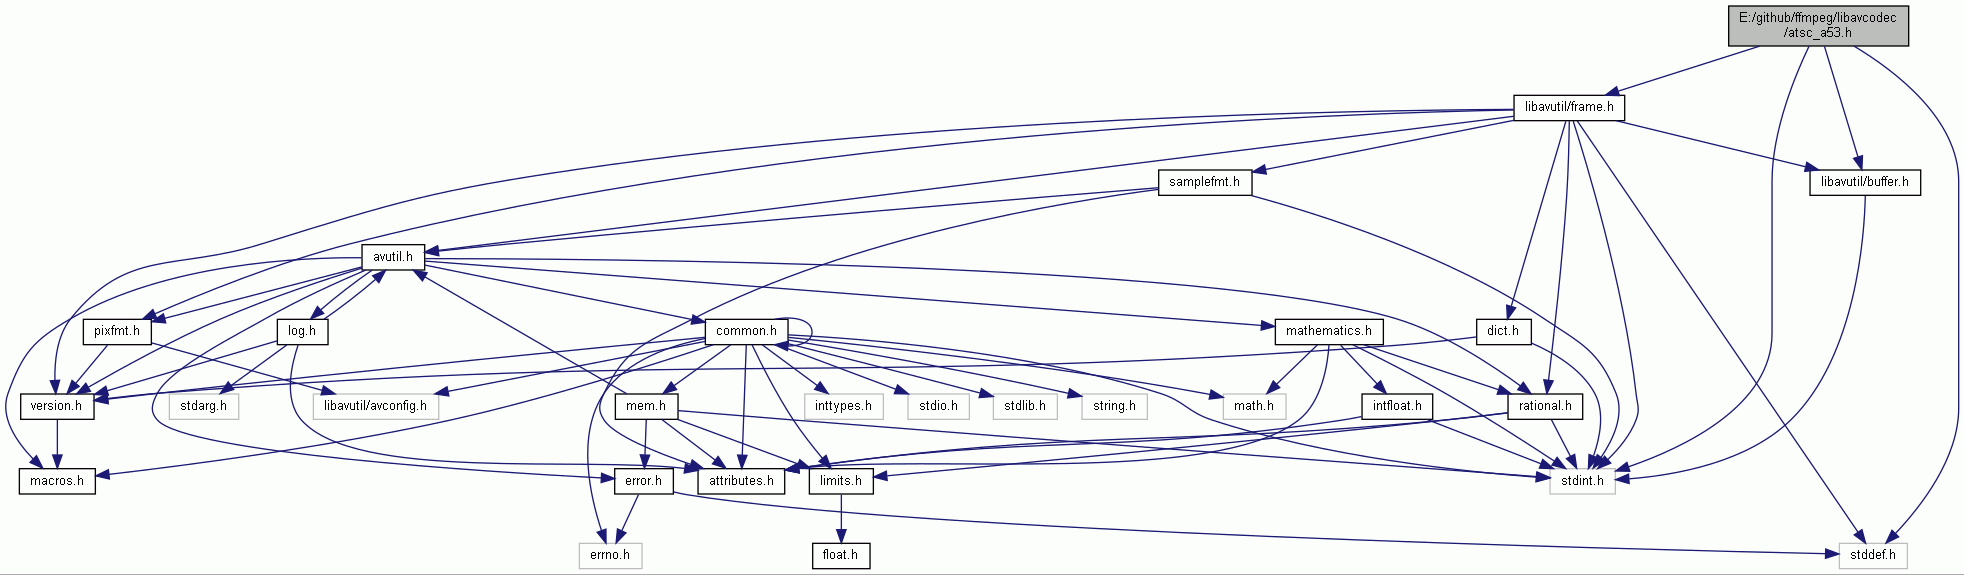 E:/github/ffmpeg/libavcodec
/atsc_a53.h
libavutil/frame.h
samplefmt.h
libavutil/buffer.h
avutil.h
pixfmt.h
log.h
common.h
mathematics.h
dict.h
version.h
stdarg.h
libavutil/avconfig.h
mem.h
inttypes.h
stdio.h
stdlib.h
string.h
math.h
intfloat.h
rational.h
macros.h
error.h
attributes.h
limits.h
stdint.h
errno.h
float.h
stddef.h